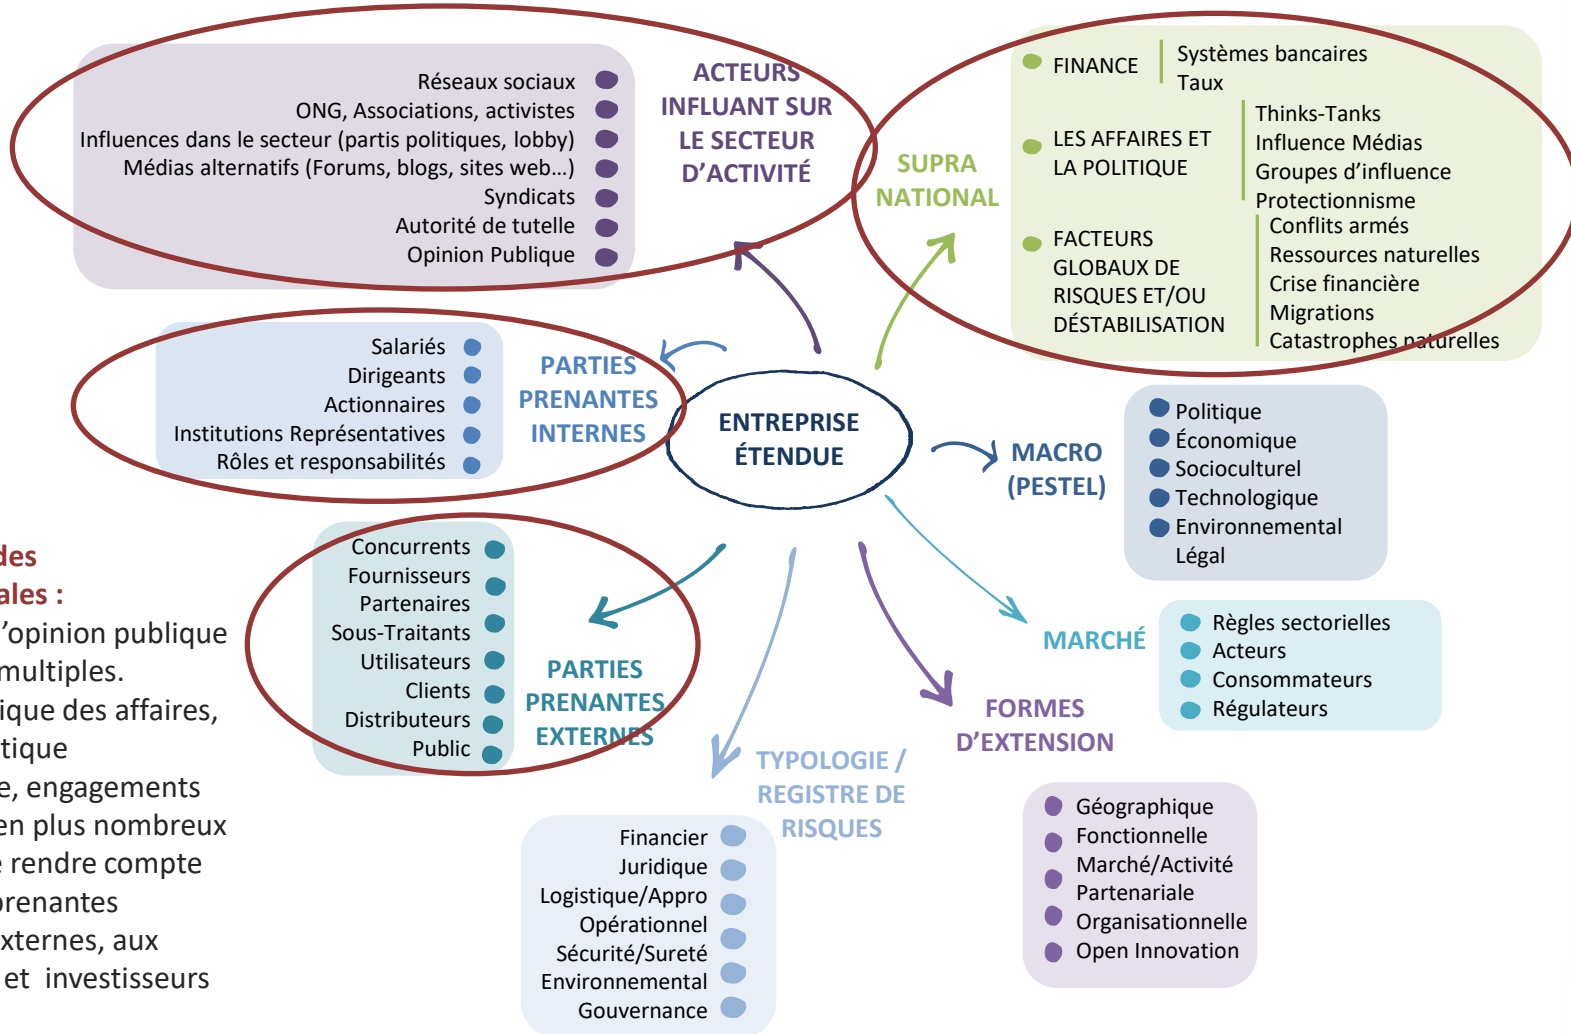 Réseaux sociaux
ONG, Associations, activistes
Influences dans le secteur (partis politiques, lobby)
Médias alternatifs (Forums, blogs, sites web…)
Syndicats
Autorité de tutelle
Opinion Publique
ACTEURS
INFLUANT SUR
LE SECTEUR
D’ACTIVITÉ
SUPRA
NATIONAL
FINANCE
Systèmes bancaires
Taux
LES AFFAIRES ET
LA POLITIQUE
Thinks-Tanks
Influence Médias
Groupes d’influence
Protectionnisme
FACTEURS
GLOBAUX DE
RISQUES ET/OU
DÉSTABILISATION
Conflits armés
Ressources naturelles
Crise financière
Migrations
Catastrophes naturelles
Salariés
Dirigeants
Actionnaires
Institutions Représentatives
Rôles et responsabilités
PARTIES
PRENANTES
INTERNES
ENTREPRISE
ÉTENDUE
MACRO
(PESTEL)
Politique
Économique
Socioculturel
Technologique
Environnemental
Légal
Concurrents
Fournisseurs
Partenaires
Sous-Traitants
Utilisateurs
Clients
Distributeurs
Public
PARTIES
PRENANTES
EXTERNES
MARCHÉ
Règles sectorielles
Acteurs
Consommateurs
Régulateurs
FORMES
D’EXTENSION
Géographique
Fonctionnelle
Marché/Activité
Partenariale
Organisationnelle
Open Innovation
TYPOLOGIE /
REGISTRE DE
RISQUES
Financier
Juridique
Logistique/Appro
Opérationnel
Sécurité/Sureté
Environnemental
Gouvernance
des
ales :
’opinion publique
multiples.
ique des affaires,
tique
e, engagements
en plus nombreux
e rendre compte
prenantes
externes, aux
et investisseurs